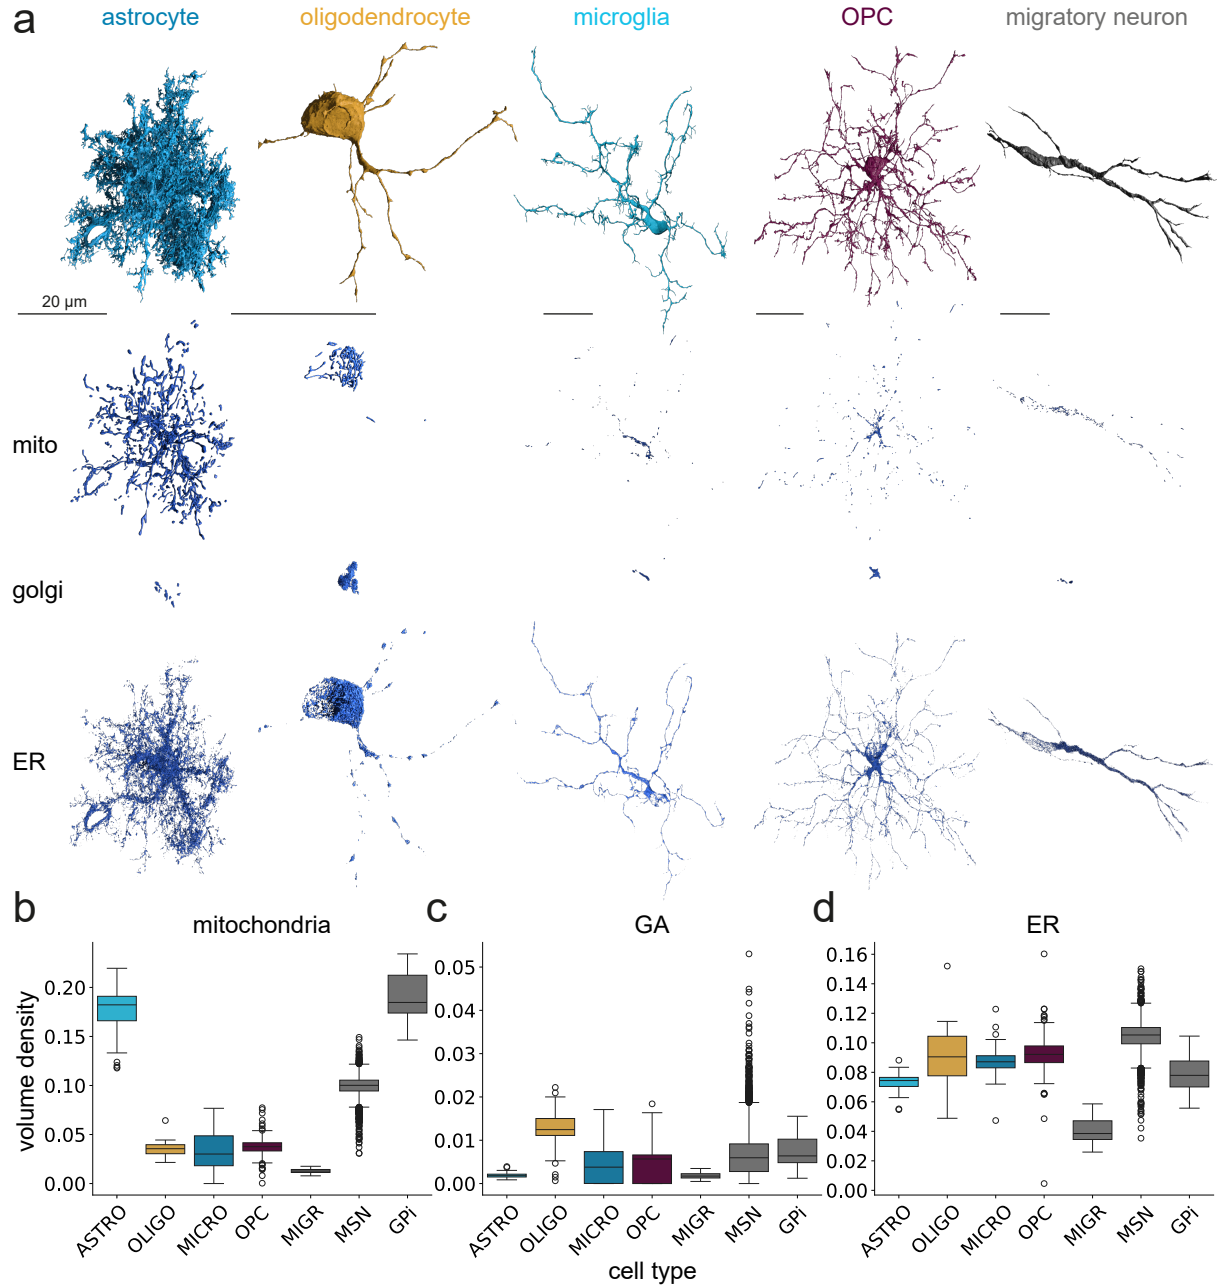 a
astrocyte oligodendrocyte microglia OPC migratory neuron
20 µm
mito
golgi
ER
b mitochondria
volume density
0.20
0.15
0.10
0.05
0.00
ASTRO OLIGO MICRO OPC MIGR MSN GPi
c GA
0.05
0.04
0.03
0.02
0.01
0.00
ASTRO OLIGO MICRO OPC MIGR MSN GPi
cell type
d ER
0.16
0.14
0.12
0.10
0.08
0.06
0.04
0.02
0.00
ASTRO OLIGO MICRO OPC MIGR MSN GPi